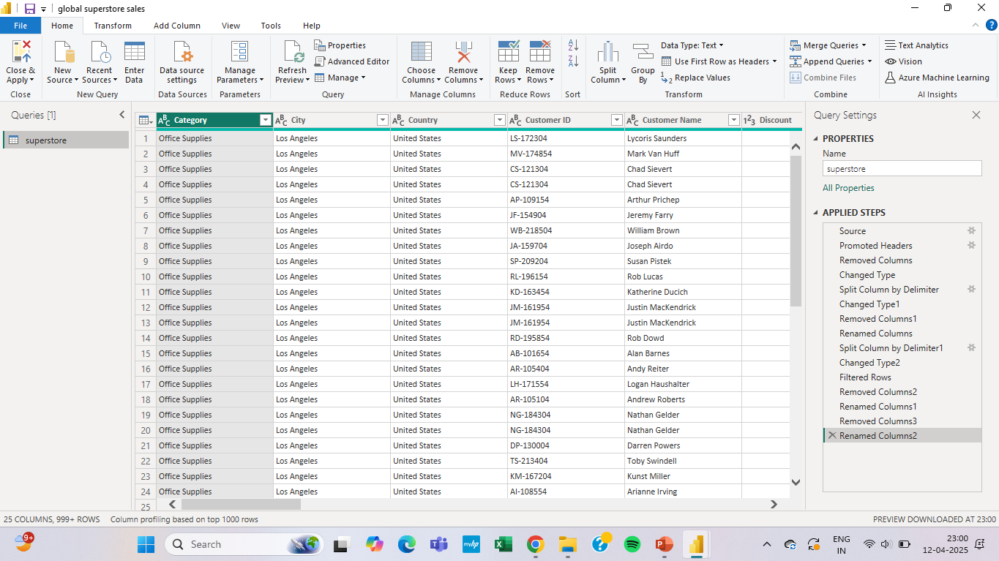 global superstore sales
File Home Transform Add Column View Tools Help
Close & Apply
New Source
Recent Sources
Enter Data
Data source settings
Manage Parameters
Refresh Preview
Properties
Advanced Editor
Manage
Choose Columns
Remove Columns
Keep Rows
Remove Rows
Split Column
Group By
Data Type: Text
Use First Row as Headers
Replace Values
Merge Queries
Append Queries
Combine Files
Text Analytics
Vision
Azure Machine Learning
Close New Query Data Sources Parameters Query Manage Columns Reduce Rows Sort Transform Combine AI Insights
Queries [1]
superstore
Category City Country Customer ID Customer Name Discount
1 Office Supplies Los Angeles United States LS-172304 Lycoris Saunders
2 Office Supplies Los Angeles United States MV-174854 Mark Van Huff
3 Office Supplies Los Angeles United States CS-121304 Chad Sievert
4 Office Supplies Los Angeles United States CS-121304 Chad Sievert
5 Office Supplies Los Angeles United States AP-109154 Arthur Prichep
6 Office Supplies Los Angeles United States JF-154904 Jeremy Farry
7 Office Supplies Los Angeles United States WB-218504 William Brown
8 Office Supplies Los Angeles United States JA-159704 Joseph Airdo
9 Office Supplies Los Angeles United States SP-209204 Susan Pistek
10 Office Supplies Los Angeles United States RL-196154 Rob Lucas
11 Office Supplies Los Angeles United States KD-163454 Katherine Ducich
12 Office Supplies Los Angeles United States JM-161954 Justin MacKendrick
13 Office Supplies Los Angeles United States JM-161954 Justin MacKendrick
14 Office Supplies Los Angeles United States RD-195854 Rob Dowd
15 Office Supplies Los Angeles United States AB-101654 Alan Barnes
16 Office Supplies Los Angeles United States AR-105404 Andy Reiter
17 Office Supplies Los Angeles United States LH-171554 Logan Haushalter
18 Office Supplies Los Angeles United States AR-105104 Andrew Roberts
19 Office Supplies Los Angeles United States NG-184304 Nathan Gelder
20 Office Supplies Los Angeles United States NG-184304 Nathan Gelder
21 Office Supplies Los Angeles United States DP-130004 Darren Powers
22 Office Supplies Los Angeles United States TS-213404 Toby Swindell
23 Office Supplies Los Angeles United States KM-167204 Kunst Miller
24 Office Supplies Los Angeles United States AI-108554 Arianne Irving
25
Query Settings
PROPERTIES
Name
superstore
All Properties
APPLIED STEPS
Source
Promoted Headers
Removed Columns
Changed Type
Split Column by Delimiter
Changed Type1
Removed Columns1
Renamed Columns
Split Column by Delimiter1
Changed Type2
Filtered Rows
Removed Columns2
Renamed Columns1
Removed Columns3
Renamed Columns2
25 COLUMNS, 999+ ROWS Column profiling based on top 1000 rows PREVIEW DOWNLOADED AT 23:00
9+
Search
myhp
ENG
IN
23:00
12-04-2025